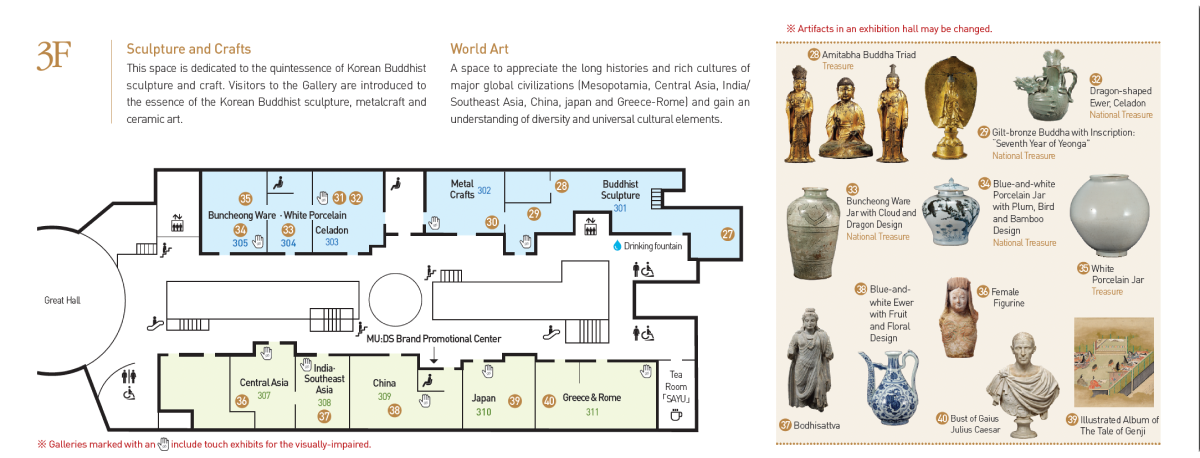 3F
Sculpture and Crafts
This space is dedicated to the quintessence of Korean Buddhist
sculpture and craft. Visitors to the Gallery are introduced to
the essence of the Korean Buddhist sculpture, metalcraft and
ceramic art.
World Art
A space to appreciate the long histories and rich cultures of
major global civilizations (Mesopotamia, Central Asia, India/
Southeast Asia, China, japan and Greece-Rome) and gain an
understanding of diversity and universal cultural elements.
35
31 32
Buncheong Ware · White Porcelain
34
33
Celadon
305
304
303
Metal
Crafts 302
28
Buddhist
Sculpture
301
30
29
27
Drinking fountain
Great Hall
MU:DS Brand Promotional Center
Central Asia
307
36
India·
Southeast
Asia
308
37
China
309
38
Japan
310
39
40
Greece & Rome
311
Tea
Room
「SAYU」
※ Galleries marked with an include touch exhibits for the visually-impaired.
※ Artifacts in an exhibition hall may be changed.
28 Amitabha Buddha Triad
Treasure
32
Dragon-shaped
Ewer, Celadon
National Treasure
29 Gilt-bronze Buddha with Inscription:
"Seventh Year of Yeonga"
National Treasure
33
Buncheong Ware
Jar with Cloud and
Dragon Design
National Treasure
34 Blue-and-white
Porcelain Jar
with Plum, Bird
and Bamboo
Design
National Treasure
35 White
Porcelain Jar
Treasure
38 Blue-and-
white Ewer
with Fruit
and Floral
Design
36 Female
Figurine
37 Bodhisattva
40 Bust of Gaius
Julius Caesar
39 Illustrated Album of
The Tale of Genji